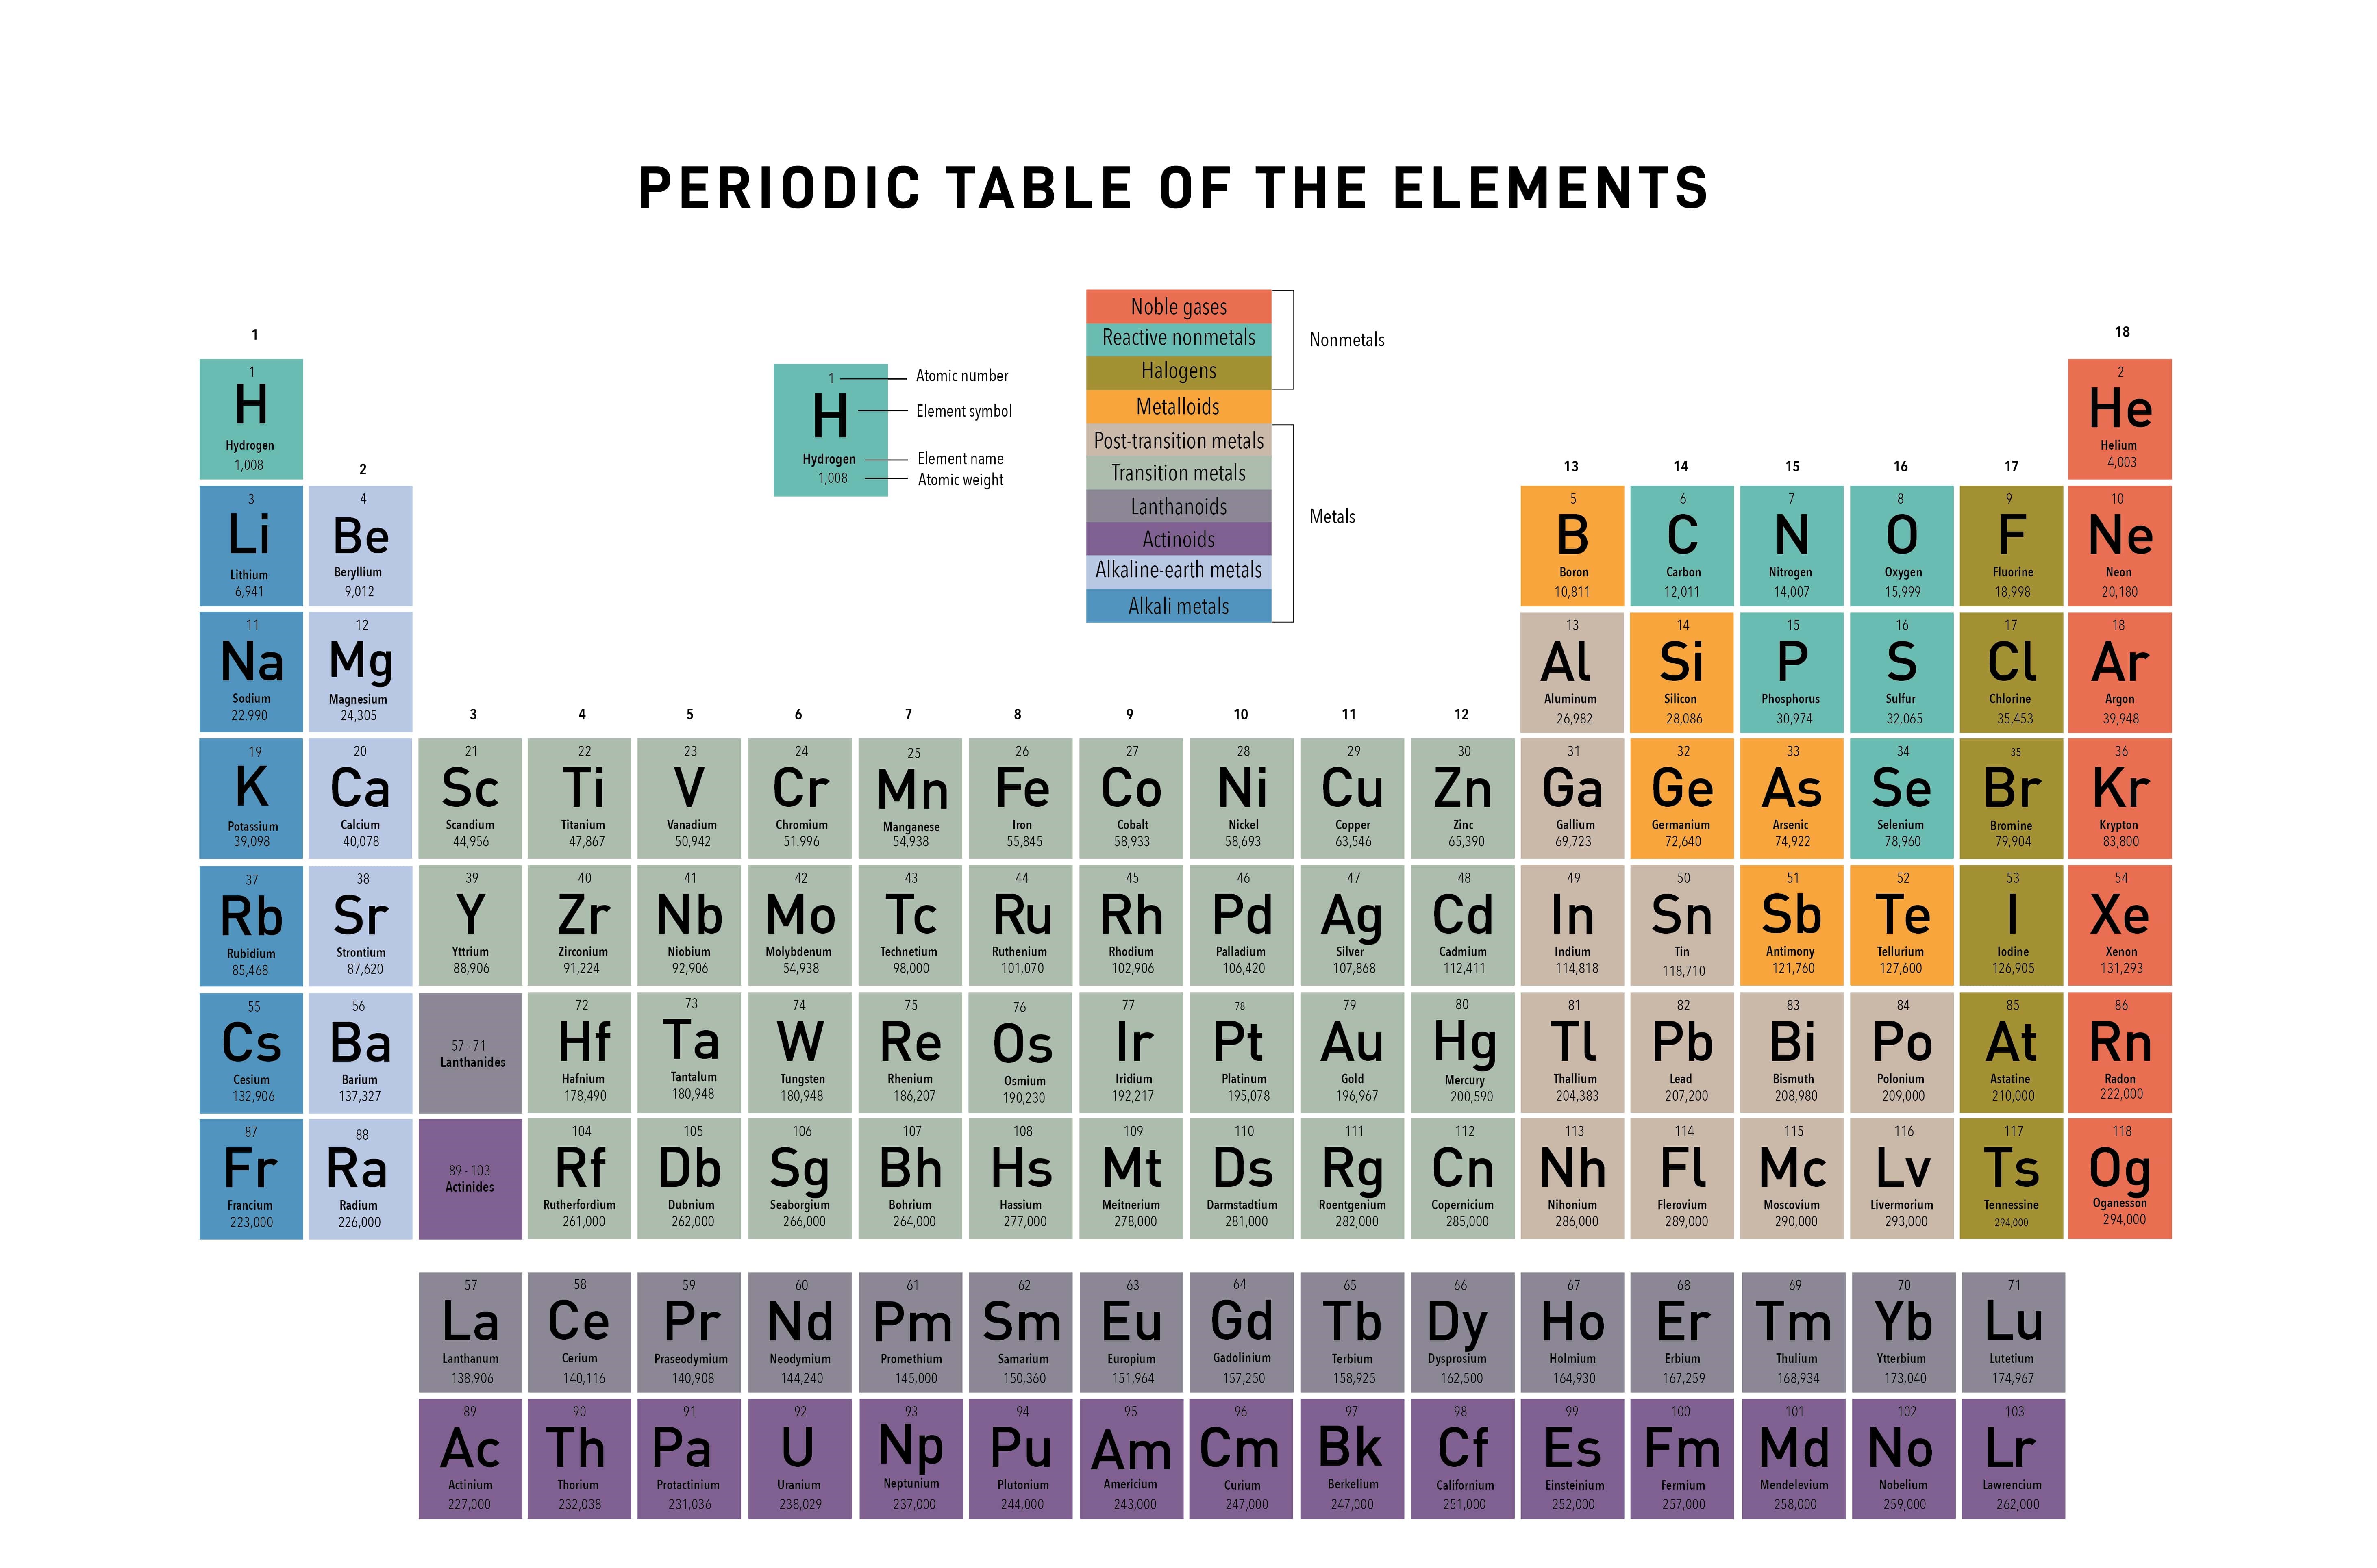 PERIODIC TABLE OF THE ELEMENTS
Noble gases
Reactive nonmetals
Halogens
Metalloids
Post-transition metals
Transition metals
Lanthanoids
Actinoids
Alkaline-earth metals
Alkali metals
Nonmetals
Metals
1
H
Hydrogen
1,008
Atomic number
Element symbol
Element name
Atomic weight
1
18
1 2
H He
Hydrogen Helium
1,008 4,003
2 13 14 15 16 17
3 4 5 6 7 8 9 10
Li Be B C N O F Ne
Lithium Beryllium Boron Carbon Nitrogen Oxygen Fluorine Neon
6,941 9,012 10,811 12,011 14,007 15,999 18,998 20,180
11 12 13 14 15 16 17 18
Na Mg Al Si P S Cl Ar
Sodium Magnesium Aluminum Silicon Phosphorus Sulfur Chlorine Argon
22.990 24,305 26,982 28,086 30,974 32,065 35,453 39,948
3 4 5 6 7 8 9 10 11 12
19 20 21 22 23 24 25 26 27 28 29 30 31 32 33 34 35 36
K Ca Sc Ti V Cr Mn Fe Co Ni Cu Zn Ga Ge As Se Br Kr
Potassium Calcium Scandium Titanium Vanadium Chromium Manganese Iron Cobalt Nickel Copper Zinc Gallium Germanium Arsenic Selenium Bromine Krypton
39,098 40,078 44,956 47,867 50,942 51.996 54,938 55,845 58,933 58,693 63,546 65,390 69,723 72,640 74,922 78,960 79,904 83,800
37 38 39 40 41 42 43 44 45 46 47 48 49 50 51 52 53 54
Rb Sr Y Zr Nb Mo Tc Ru Rh Pd Ag Cd In Sn Sb Te I Xe
Rubidium Strontium Yttrium Zirconium Niobium Molybdenum Technetium Ruthenium Rhodium Palladium Silver Cadmium Indium Tin Antimony Tellurium Iodine Xenon
85,468 87,620 88,906 91,224 92,906 54,938 98,000 101,070 102,906 106,420 107,868 112,411 114,818 118,710 121,760 127,600 126,905 131,293
55 56 57 - 71 72 73 74 75 76 77 78 79 80 81 82 83 84 85 86
Cs Ba Lanthanides Hf Ta W Re Os Ir Pt Au Hg Tl Pb Bi Po At Rn
Cesium Barium Hafnium Tantalum Tungsten Rhenium Osmium Iridium Platinum Gold Mercury Thallium Lead Bismuth Polonium Astatine Radon
132,906 137,327 178,490 180,948 180,948 186,207 190,230 192,217 195,078 196,967 200,590 204,383 207,200 208,980 209,000 210,000 222,000
87 88 89 - 103 104 105 106 107 108 109 110 111 112 113 114 115 116 117 118
Fr Ra Actinides Rf Db Sg Bh Hs Mt Ds Rg Cn Nh Fl Mc Lv Ts Og
Francium Radium Rutherfordium Dubnium Seaborgium Bohrium Hassium Meitnerium Darmstadtium Roentgenium Copernicium Nihonium Flerovium Moscovium Livermorium Tennessine Oganesson
223,000 226,000 261,000 262,000 266,000 264,000 277,000 278,000 281,000 282,000 285,000 286,000 289,000 290,000 293,000 294,000 294,000
57 58 59 60 61 62 63 64 65 66 67 68 69 70 71
La Ce Pr Nd Pm Sm Eu Gd Tb Dy Ho Er Tm Yb Lu
Lanthanum Cerium Praseodymium Neodymium Promethium Samarium Europium Gadolinium Terbium Dysprosium Holmium Erbium Thulium Ytterbium Lutetium
138,906 140,116 140,908 144,240 145,000 150,360 151,964 157,250 158,925 162,500 164,930 167,259 168,934 173,040 174,967
89 90 91 92 93 94 95 96 97 98 99 100 101 102 103
Ac Th Pa U Np Pu Am Cm Bk Cf Es Fm Md No Lr
Actinium Thorium Protactinium Uranium Neptunium Plutonium Americium Curium Berkelium Californium Einsteinium Fermium Mendelevium Nobelium Lawrencium
227,000 232,038 231,036 238,029 237,000 244,000 243,000 247,000 247,000 251,000 252,000 257,000 258,000 259,000 262,000